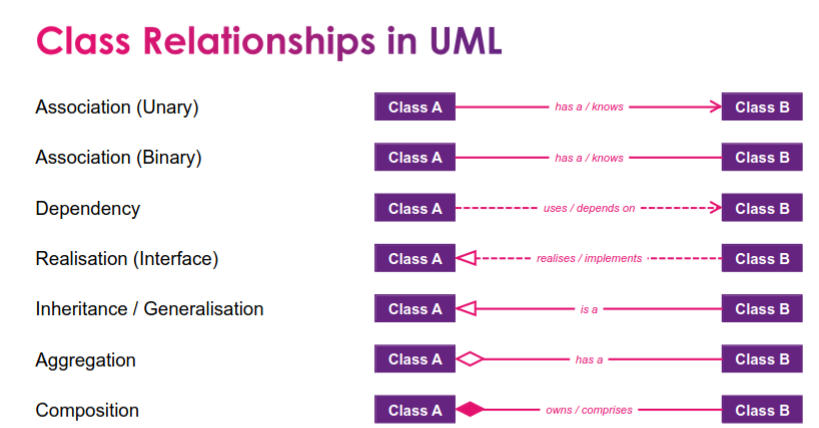 Class Relationships in UML
Association (Unary) Class A has a / knows Class B
Association (Binary) Class A has a / knows Class B
Dependency Class A uses / depends on Class B
Realisation (Interface) Class A realises / implements Class B
Inheritance / Generalisation Class A is a Class B
Aggregation Class A has a Class B
Composition Class A owns / comprises Class B